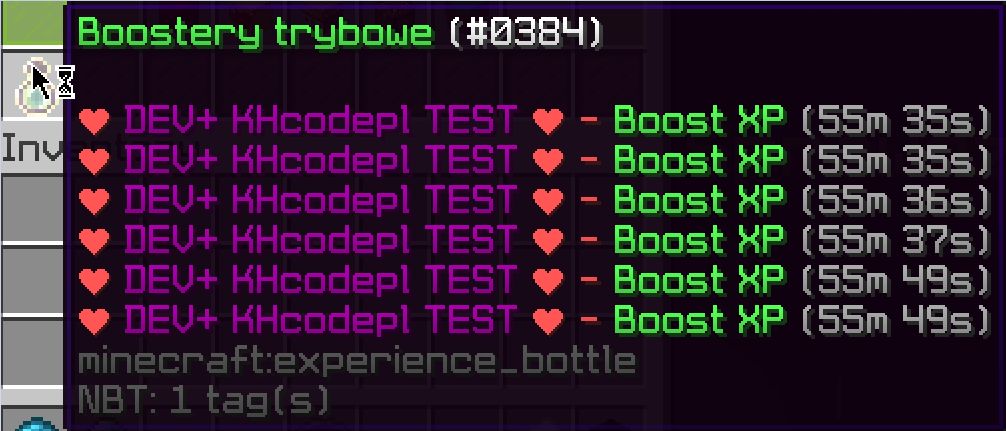 Boostery trybowe (#0384)
❤ DEV+ KHcodepl TEST ❤ - Boost XP (55m 35s)
❤ DEV+ KHcodepl TEST ❤ - Boost XP (55m 35s)
❤ DEV+ KHcodepl TEST ❤ - Boost XP (55m 36s)
❤ DEV+ KHcodepl TEST ❤ - Boost XP (55m 37s)
❤ DEV+ KHcodepl TEST ❤ - Boost XP (55m 49s)
❤ DEV+ KHcodepl TEST ❤ - Boost XP (55m 49s)
minecraft:experience_bottle
NBT: 1 tag(s)